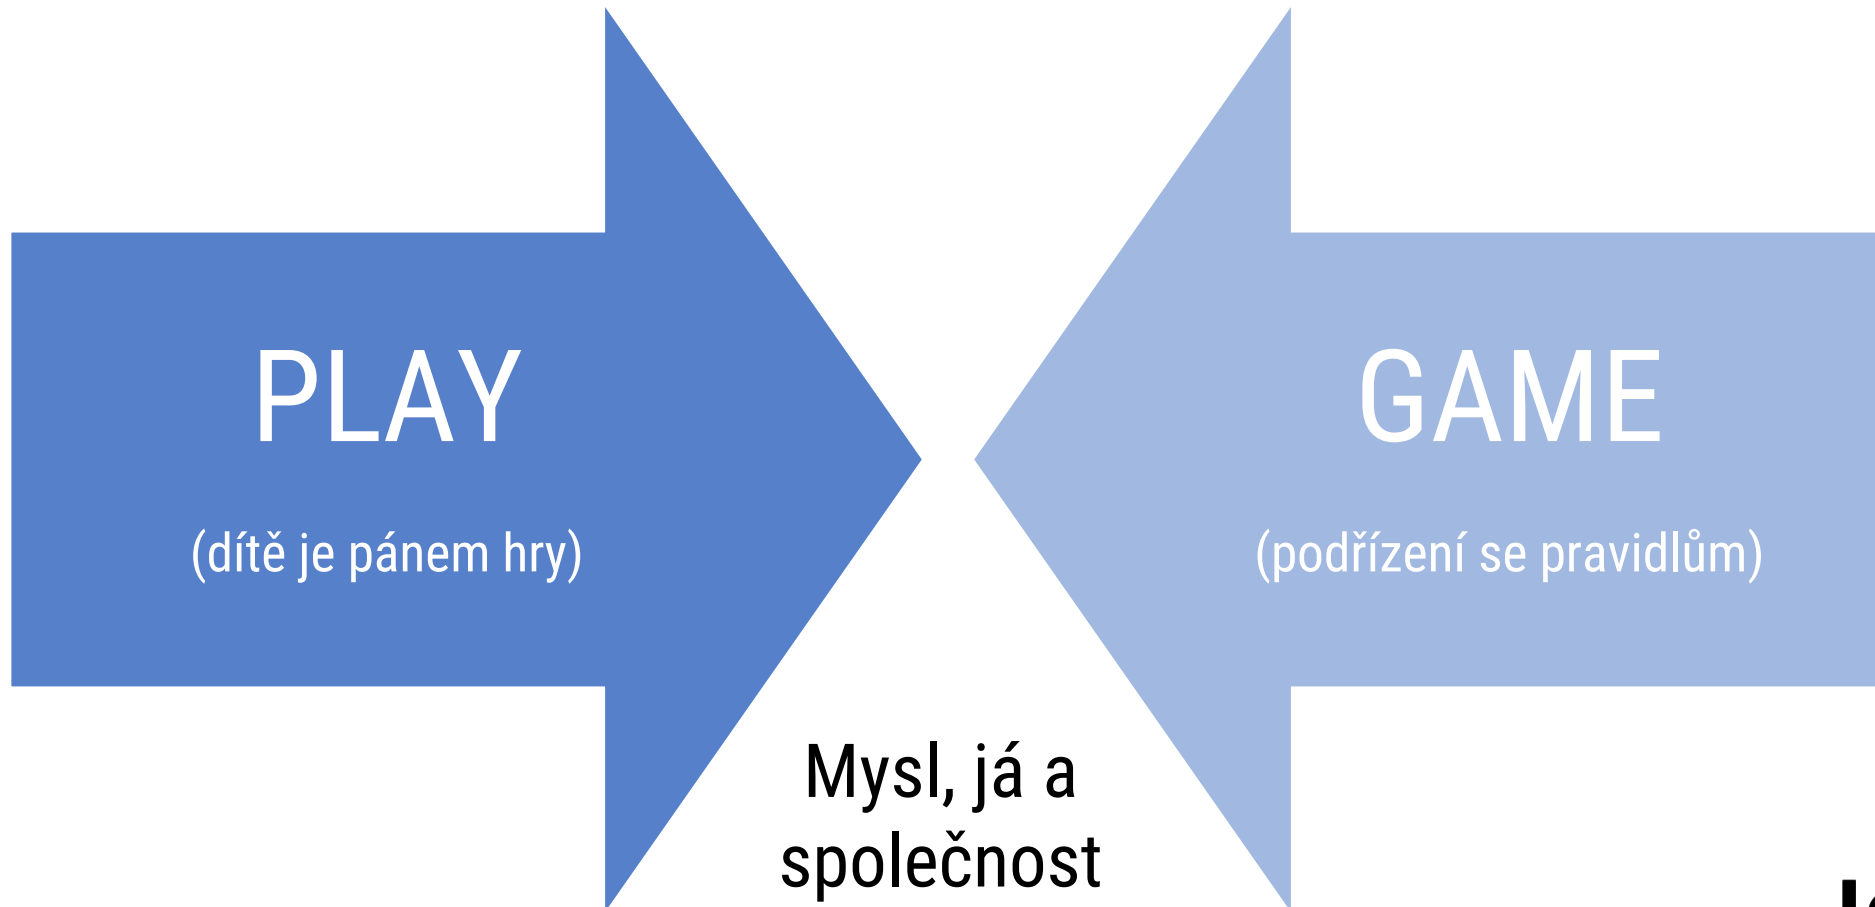 PLAY
(dítě je pánem hry)
GAME
(podřízení se pravidlům)
Mysl, já a
společnost